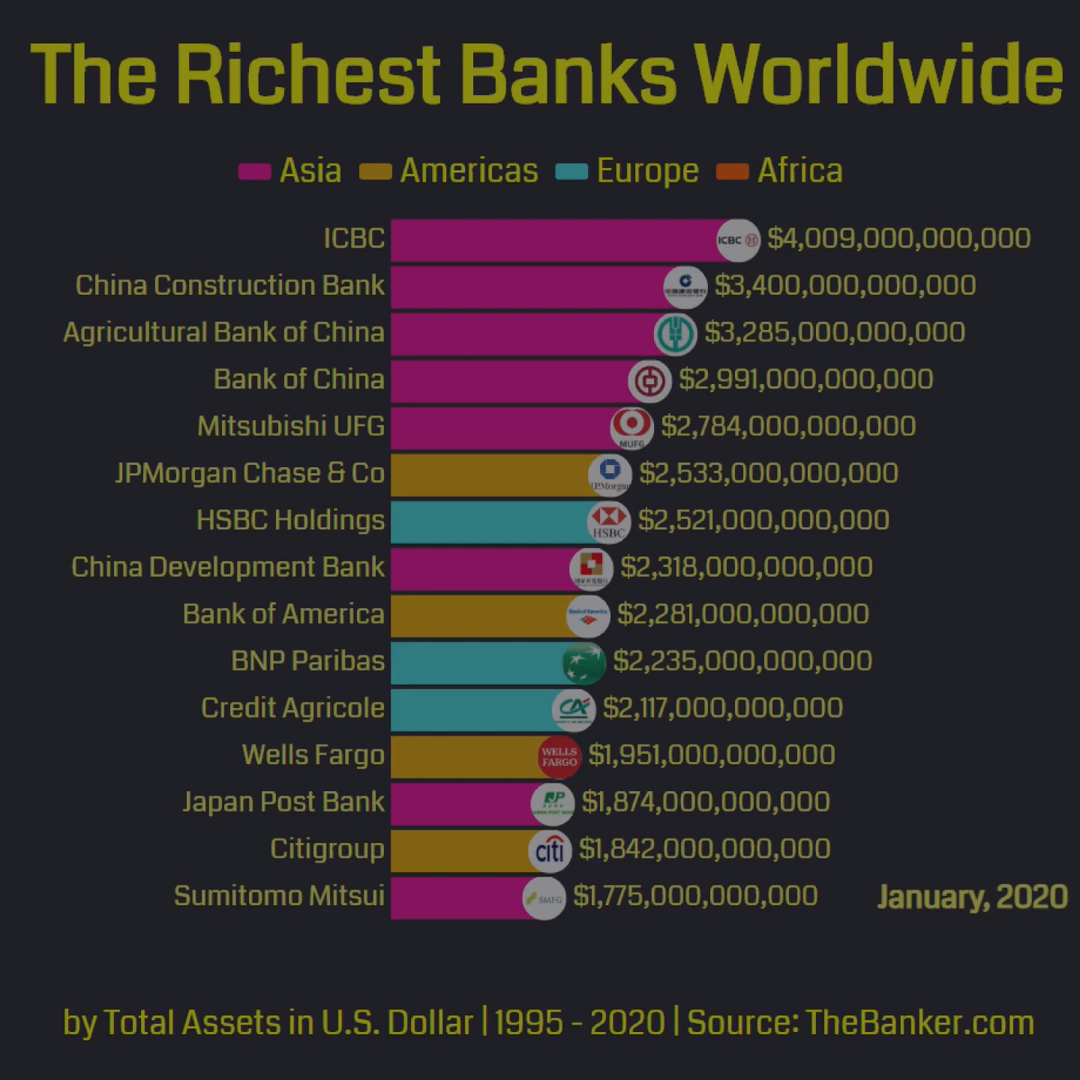 The Richest Banks Worldwide
Asia Americas Europe Africa
ICBC ICBC $4,009,000,000,000
China Construction Bank $3,400,000,000,000
Agricultural Bank of China $3,285,000,000,000
Bank of China $2,991,000,000,000
Mitsubishi UFG MUFG $2,784,000,000,000
JPMorgan Chase & Co J.P.Morgan $2,533,000,000,000
HSBC Holdings HSBC $2,521,000,000,000
China Development Bank $2,318,000,000,000
Bank of America Bank of America $2,281,000,000,000
BNP Paribas $2,235,000,000,000
Credit Agricole CA $2,117,000,000,000
Wells Fargo WELLS FARGO $1,951,000,000,000
Japan Post Bank JP $1,874,000,000,000
Citigroup citi $1,842,000,000,000
Sumitomo Mitsui SMFG $1,775,000,000,000
January, 2020
by Total Assets in U.S. Dollar | 1995 - 2020 | Source: TheBanker.com